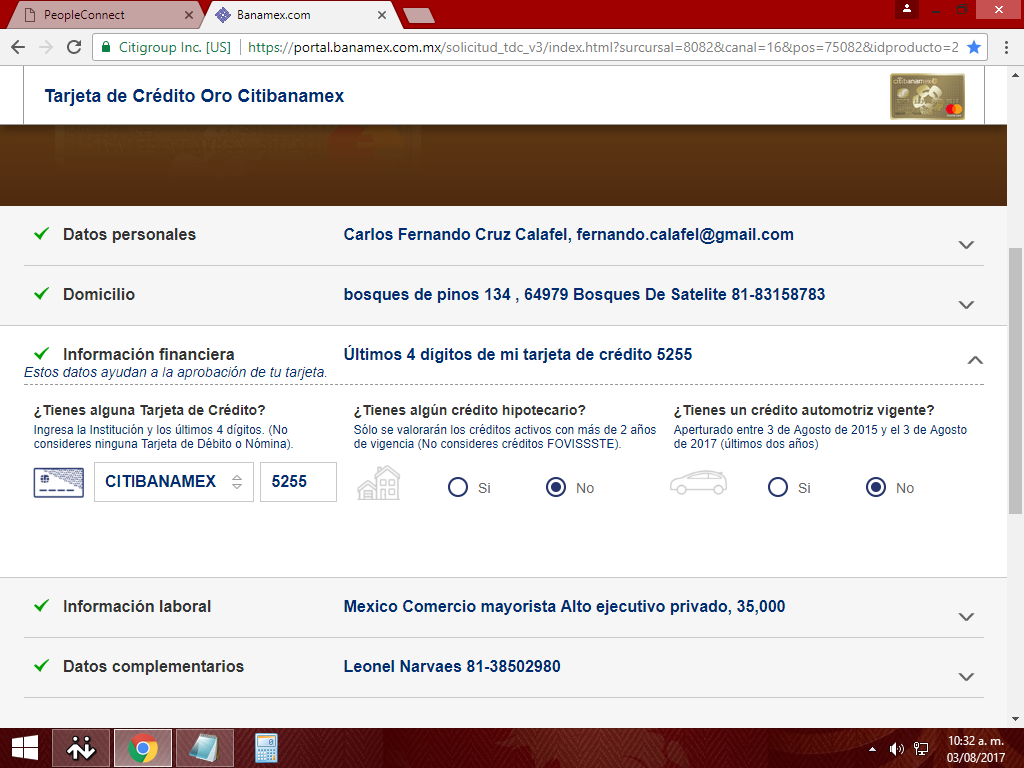 PeopleConnect
Banamex.com
Citigroup Inc. [US]
https://portal.banamex.com.mx/solicitud_tdc_v3/index.html?surcursal=8082&canal=16&pos=75082&idproducto=2
Tarjeta de Crédito Oro Citibanamex
citibanamex
Datos personales
Carlos Fernando Cruz Calafel, fernando.calafel@gmail.com
Domicilio
bosques de pinos 134 , 64979 Bosques De Satelite 81-83158783
Información financiera
Últimos 4 dígitos de mi tarjeta de crédito 5255
Estos datos ayudan a la aprobación de tu tarjeta.
¿Tienes alguna Tarjeta de Crédito?
Ingresa la Institución y los últimos 4 dígitos. (No
consideres ninguna Tarjeta de Débito o Nómina).
CITIBANAMEX
5255
¿Tienes algún crédito hipotecario?
Sólo se valorarán los créditos activos con más de 2 años
de vigencia (No consideres créditos FOVISSSTE).
Si
No
¿Tienes un crédito automotriz vigente?
Aperturado entre 3 de Agosto de 2015 y el 3 de Agosto
de 2017 (últimos dos años)
Si
No
Información laboral
Mexico Comercio mayorista Alto ejecutivo privado, 35,000
Datos complementarios
Leonel Narvaes 81-38502980
10:32 a. m.
03/08/2017